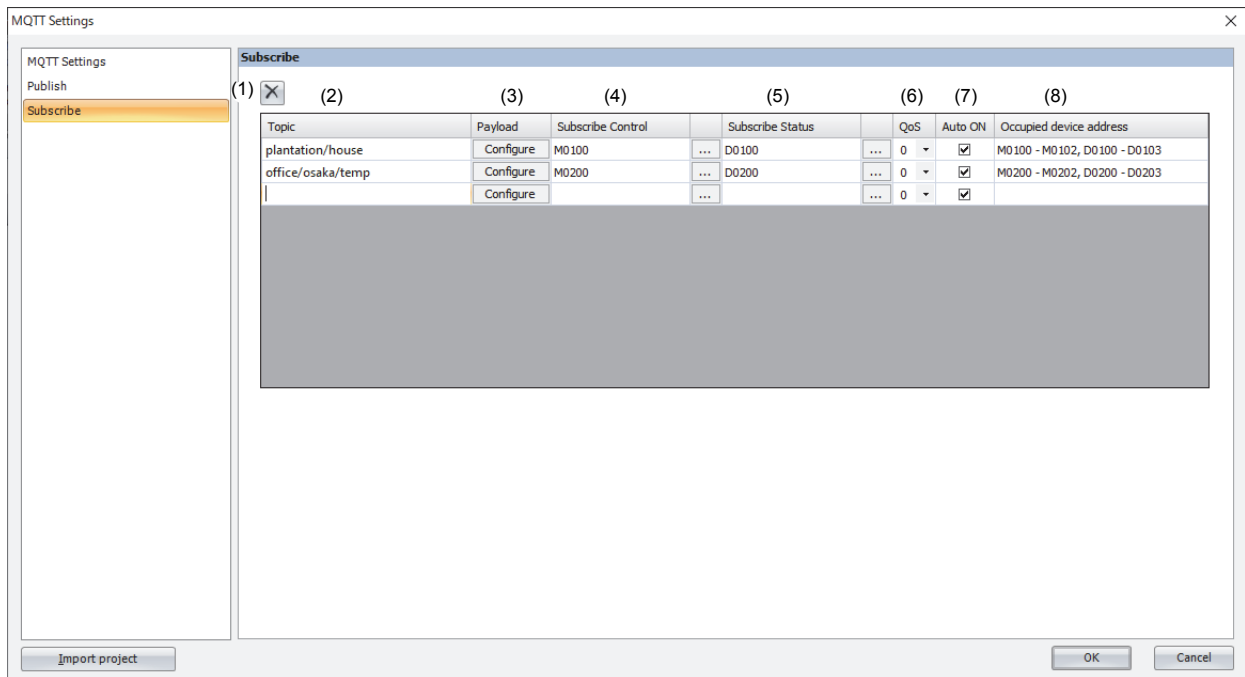 MQTT Settings
MQTT Settings
Publish
Subscribe
Subscribe
(1) (2) (3) (4) (5) (6) (7) (8)
Topic Payload Subscribe Control Subscribe Status QoS Auto ON Occupied device address
plantation/house Configure M0100 ... D0100 ... 0 M0100 - M0102, D0100 - D0103
office/osaka/temp Configure M0200 ... D0200 ... 0 M0200 - M0202, D0200 - D0203
Configure ... ... 0
Import project OK Cancel